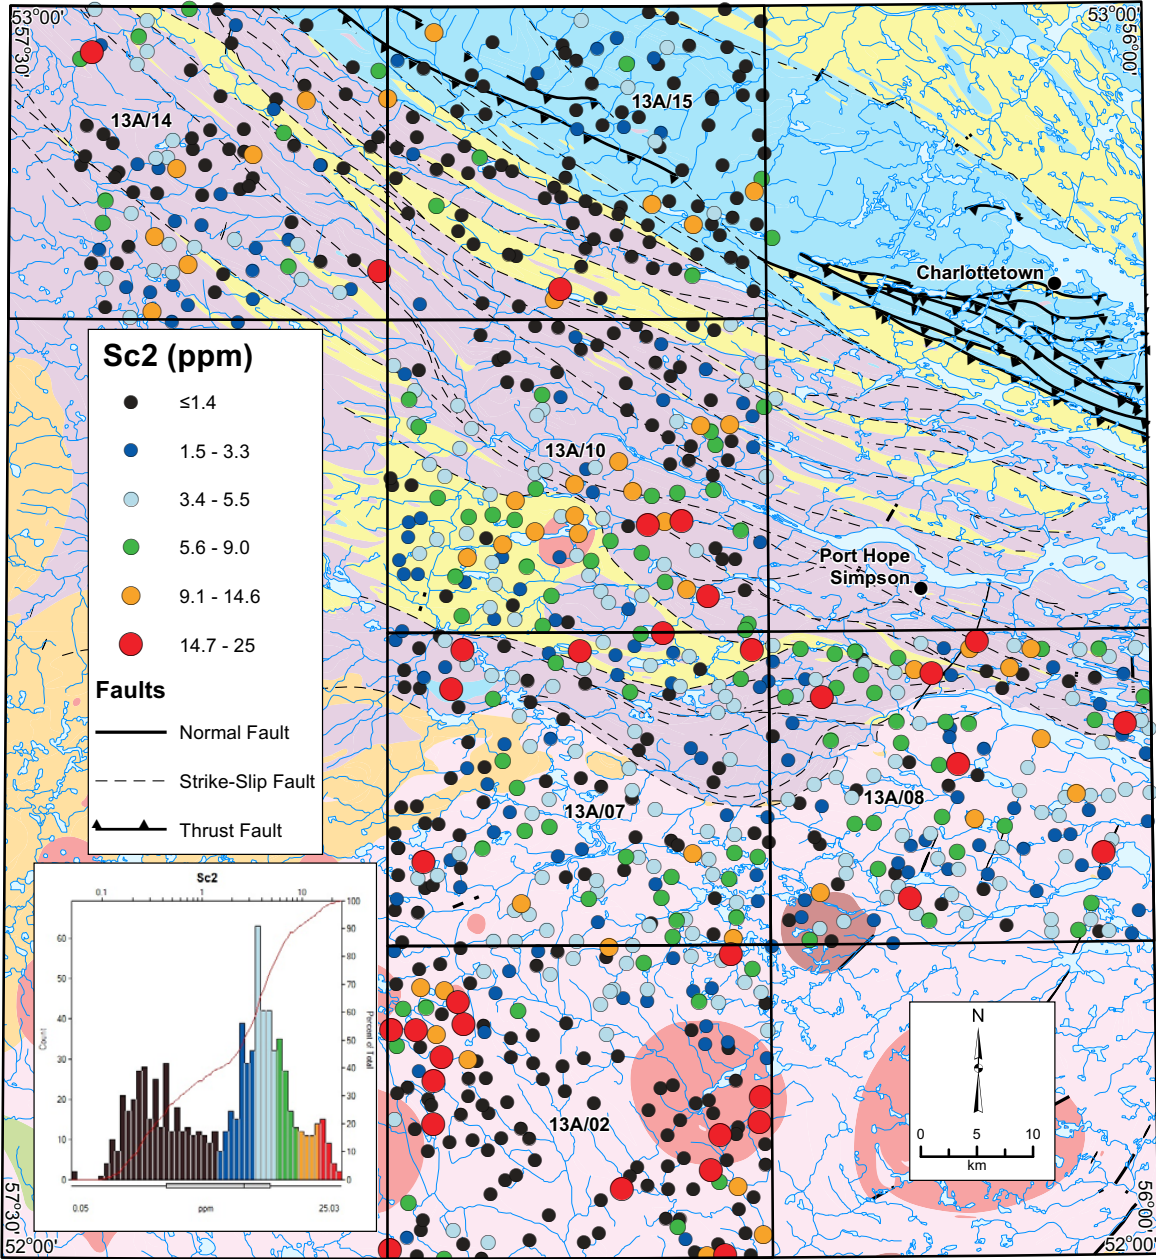 53°00'
57°30'
53°00'
56°00'
13A/14
13A/15
Charlottetown
13A/10
Port Hope
Simpson
13A/07
13A/08
13A/02
Sc2 (ppm)
≤1.4
1.5 - 3.3
3.4 - 5.5
5.6 - 9.0
9.1 - 14.6
14.7 - 25
Faults
Normal Fault
Strike-Slip Fault
Thrust Fault
Sc2
0.1 1 10
100
90
80
70
60
50
40
30
20
10
0
60
50
40
30
20
10
0
Count
Percent of Total
0.05 ppm 25.03
N
0 5 10
km
57°30'
52°00'
56°00'
52°00'